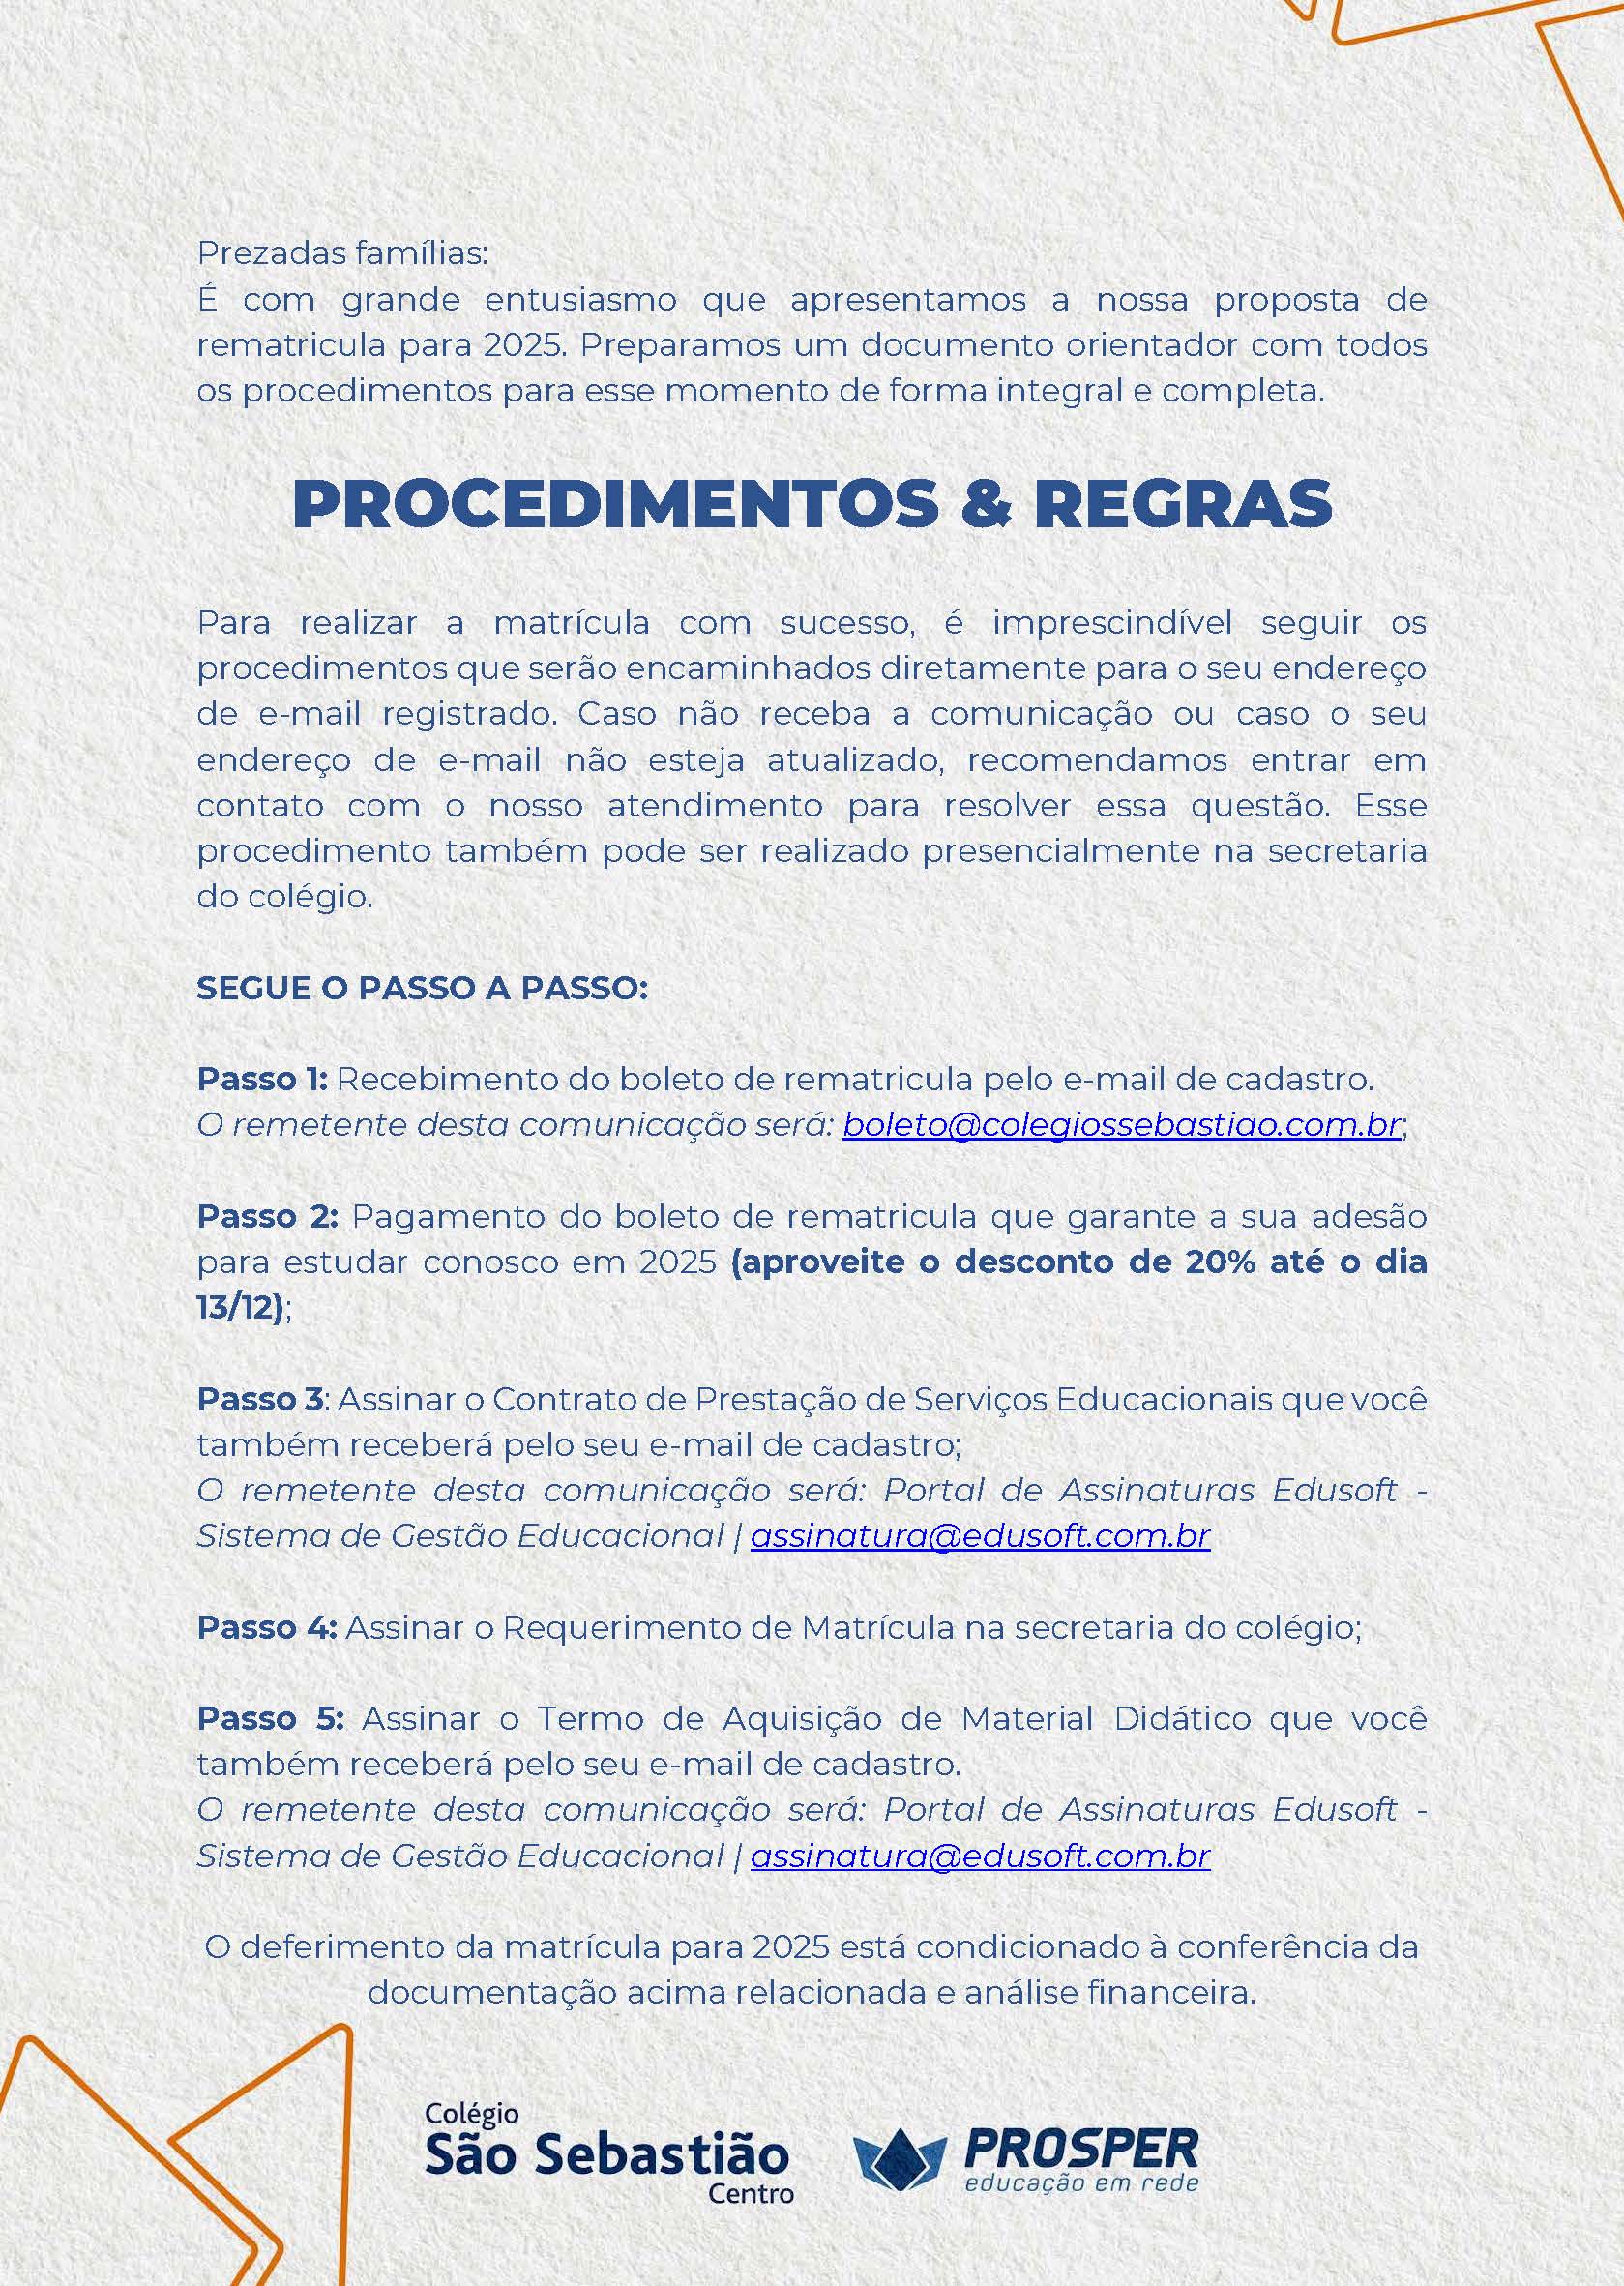 Prezadas famílias:
É com grande entusiasmo que apresentamos a nossa proposta de
rematricula para 2025. Preparamos um documento orientador com todos
os procedimentos para esse momento de forma integral e completa.
PROCEDIMENTOS & REGRAS
Para realizar a matrícula com sucesso, é imprescindível seguir os
procedimentos que serão encaminhados diretamente para o seu endereço
de e-mail registrado. Caso não receba a comunicação ou caso o seu
endereço de e-mail não esteja atualizado, recomendamos entrar em
contato com o nosso atendimento para resolver essa questão. Esse
procedimento também pode ser realizado presencialmente na secretaria
do colégio.
SEGUE O PASSO A PASSO:
Passo 1: Recebimento do boleto de rematricula pelo e-mail de cadastro.
O remetente desta comunicação será: boleto@colegiossebastiao.com.br;
Passo 2: Pagamento do boleto de rematricula que garante a sua adesão
para estudar conosco em 2025 (aproveite o desconto de 20% até o dia
13/12);
Passo 3: Assinar o Contrato de Prestação de Serviços Educacionais que você
também receberá pelo seu e-mail de cadastro;
O remetente desta comunicação será: Portal de Assinaturas Edusoft -
Sistema de Gestão Educacional | assinatura@edusoft.com.br
Passo 4: Assinar o Requerimento de Matrícula na secretaria do colégio;
Passo 5: Assinar o Termo de Aquisição de Material Didático que você
também receberá pelo seu e-mail de cadastro.
O remetente desta comunicação será: Portal de Assinaturas Edusoft -
Sistema de Gestão Educacional | assinatura@edusoft.com.br
O deferimento da matrícula para 2025 está condicionado à conferência da
documentação acima relacionada e análise financeira.
Colégio
São Sebastião
Centro
PROSPER
educação em rede